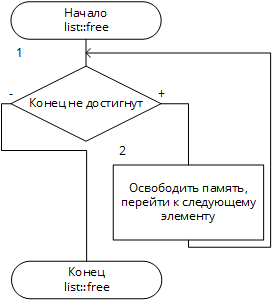 Начало
list::free
1
Конец не достигнут
-
+
2
Освободить память,
перейти к следующему
элементу
Конец
list::free